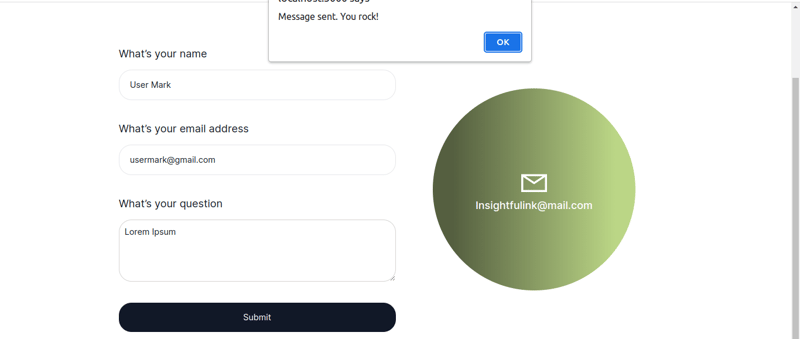 Message sent. You rock!
OK
What's your name
User Mark
What's your email address
usermark@gmail.com
What's your question
Lorem Ipsum
Submit
Insightfulink@mail.com